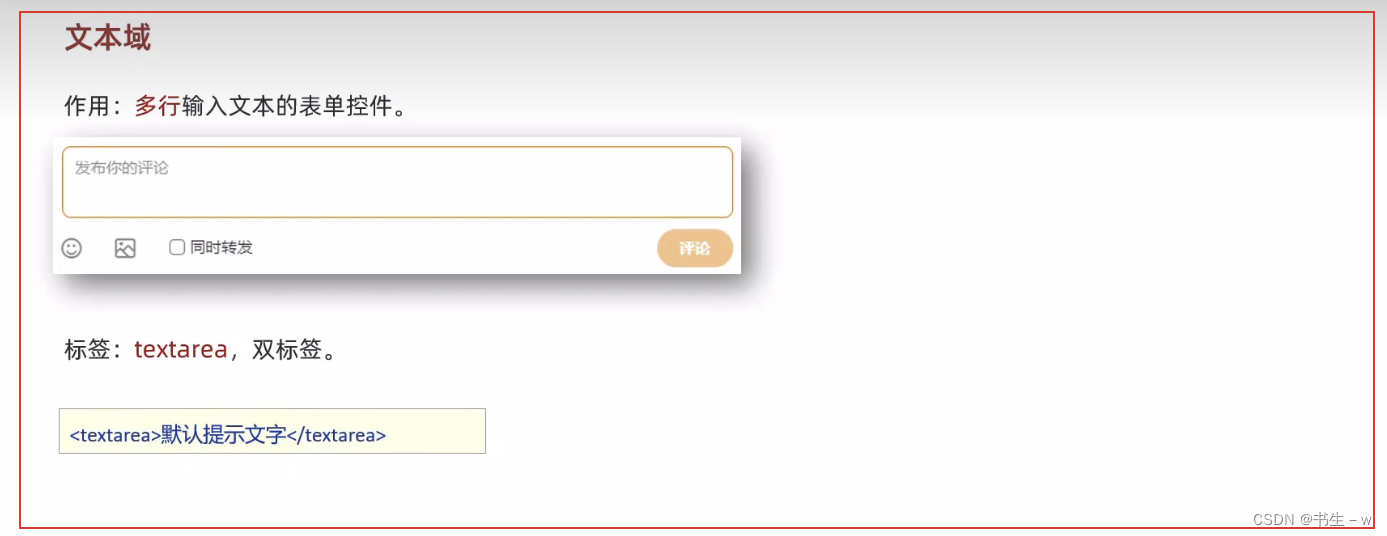 文本域
作用：多行输入文本的表单控件。
发布你的评论
同时转发
评论
标签：textarea，双标签。
<textarea>默认提示文字</textarea>
CSDN @书生－w